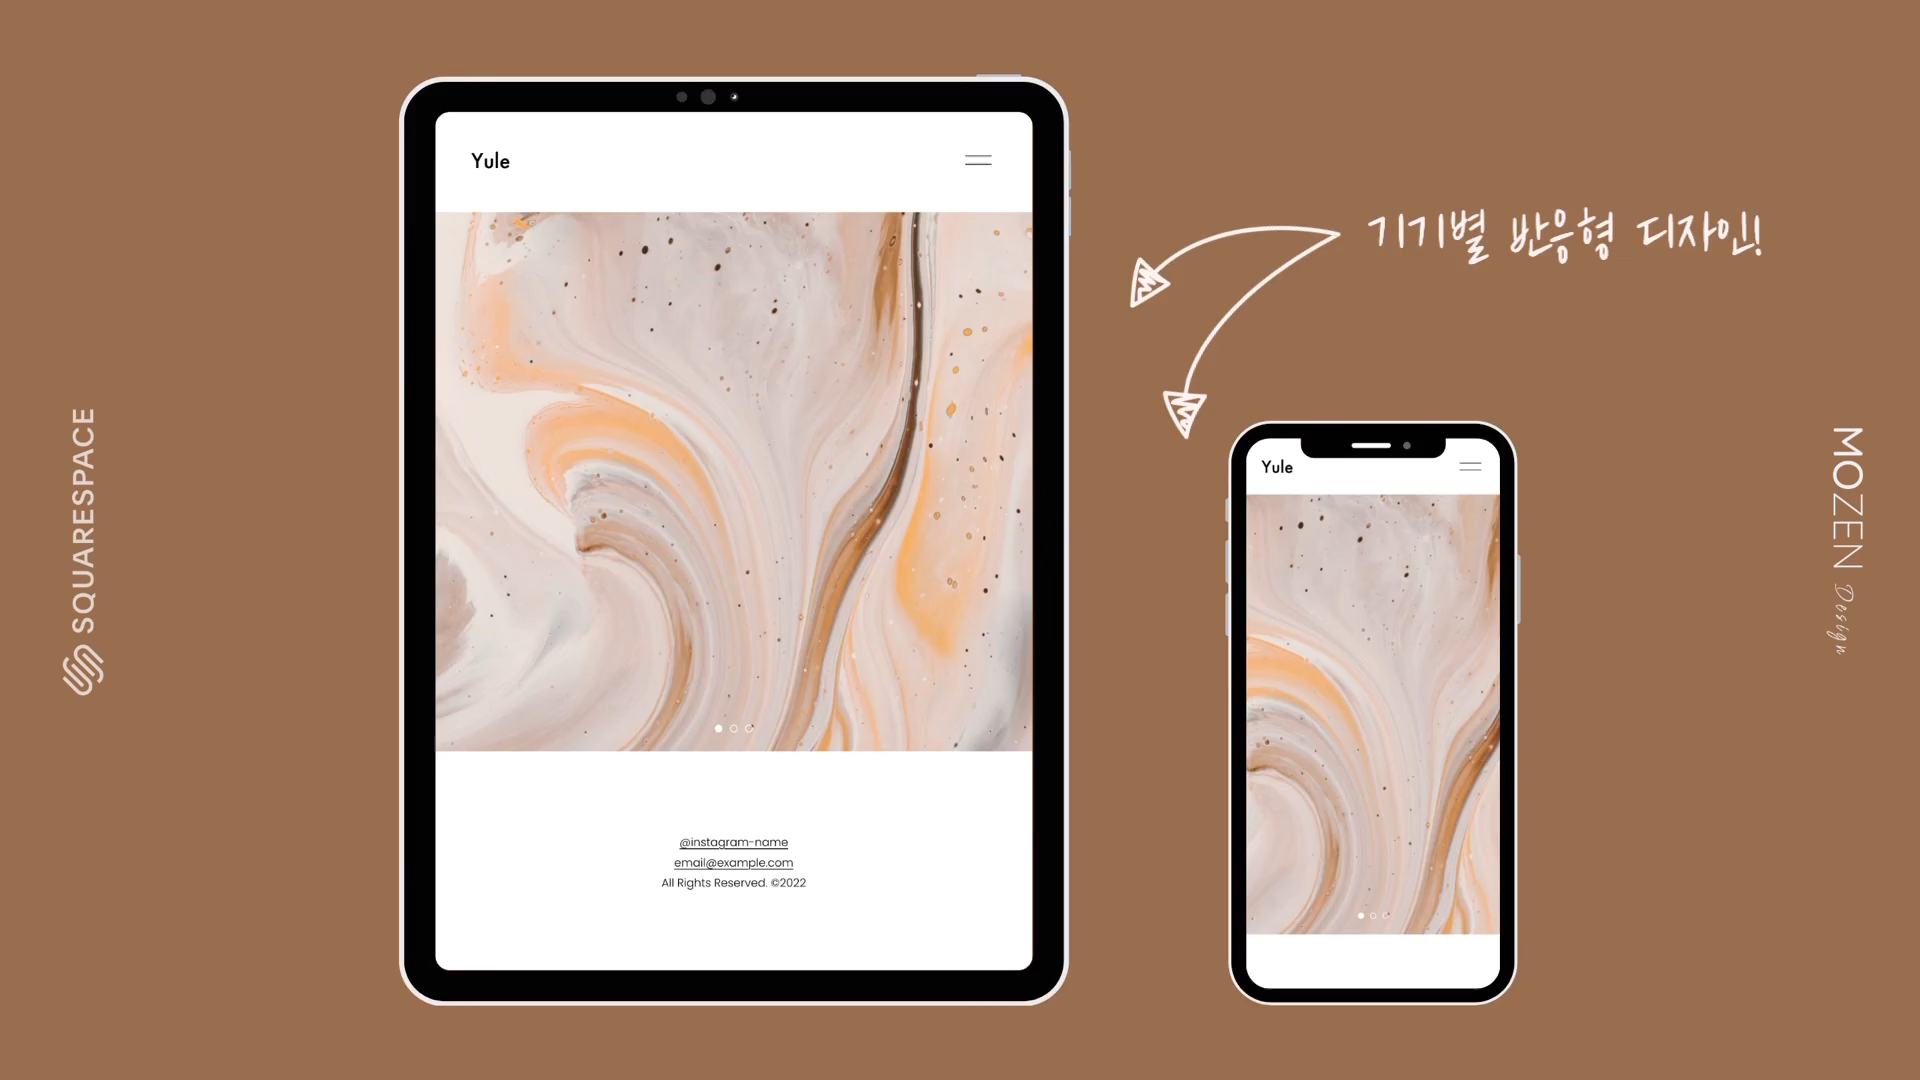 SQUARESPACE
Yule
@instagram-name
email@example.com
All Rights Reserved. ©2022
기기별 반응형 디자인!
Yule
MOZEN Design